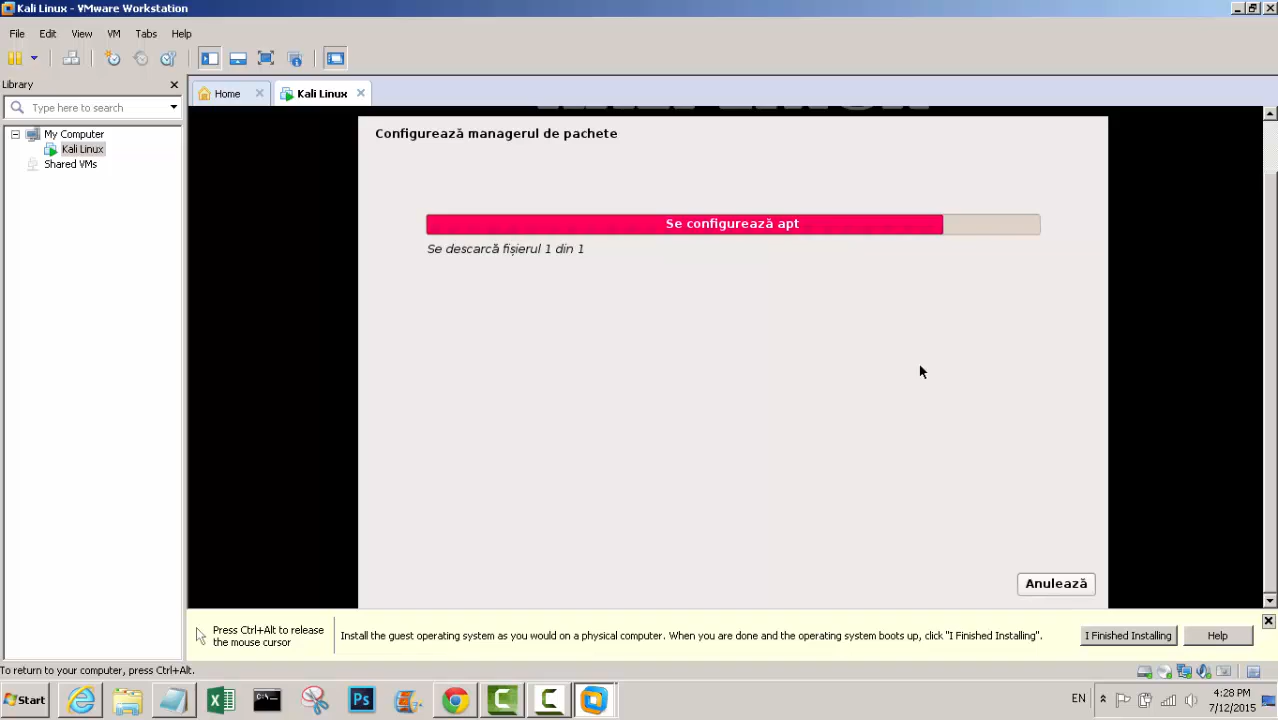 Kali Linux - VMware Workstation
File Edit View VM Tabs Help
Library
Type here to search
My Computer
Kali Linux
Shared VMs
Home
Kali Linux
Configurează managerul de pachete
Se configurează apt
Se descarcă fișierul 1 din 1
Anulează
Press Ctrl+Alt to release
the mouse cursor
Install the guest operating system as you would on a physical computer. When you are done and the operating system boots up, click "I Finished Installing".
I Finished Installing
Help
To return to your computer, press Ctrl+Alt.
Start
Ps
EN
4:28 PM
7/12/2015